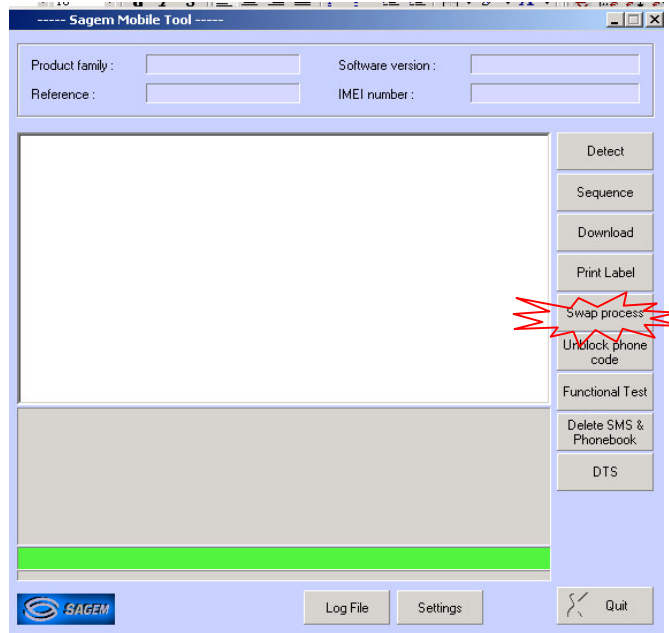 ----- Sagem Mobile Tool -----
Product family :
Software version :
Reference :
IMEI number :
Detect
Sequence
Download
Print Label
Swap process
Unblock phone
code
Functional Test
Delete SMS &
Phonebook
DTS
SAGEM
Log File
Settings
Quit